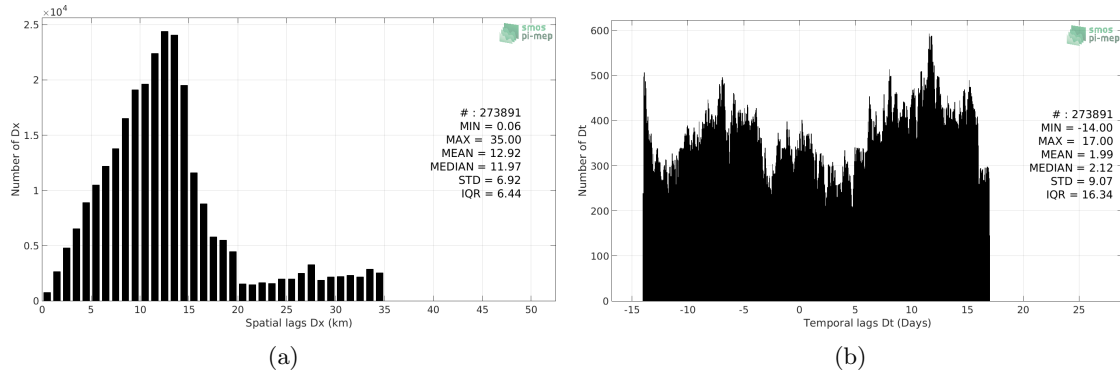 ×10⁴
2.5
2
1.5
1
0.5
0
0 5 10 15 20 25 30 35 40 45 50
Number of Dx
Spatial lags Dx (km)
smos
pi-mep
# : 273891
MIN = 0.06
MAX = 35.00
MEAN = 12.92
MEDIAN = 11.97
STD = 6.92
IQR = 6.44
(a)
600
500
400
300
200
100
0
-15 -10 -5 0 5 10 15 20 25
Number of Dt
Temporal lags Dt (Days)
smos
pi-mep
# : 273891
MIN = -14.00
MAX = 17.00
MEAN = 1.99
MEDIAN = 2.12
STD = 9.07
IQR = 16.34
(b)